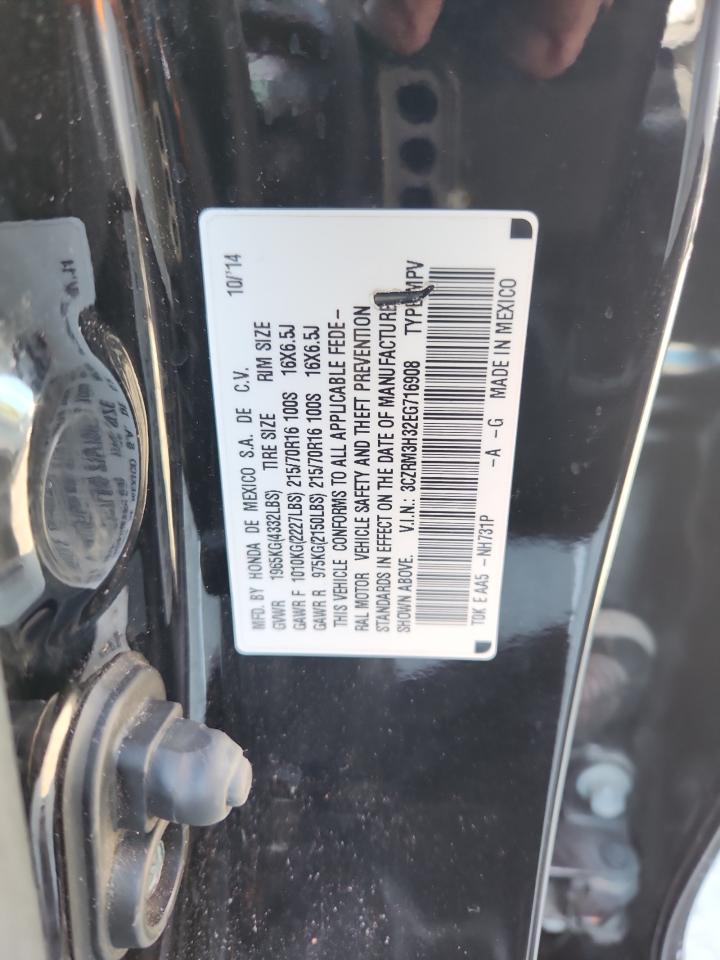 MFD. BY HONDA DE MEXICO S.A. DE C.V. 10/'14
GVWR 1965KG(4332LBS) TIRE SIZE RIM SIZE
GAWR F 1010KG(2227LBS) 215/70R16 100S 16X6.5J
GAWR R 975KG(2150LBS) 215/70R16 100S 16X6.5J
THIS VEHICLE CONFORMS TO ALL APPLICABLE FEDE-
RAL MOTOR VEHICLE SAFETY AND THEFT PREVENTION
STANDARDS IN EFFECT ON THE DATE OF MANUFACTURE
SHOWN ABOVE. V.I.N.: 3CZRM3H32EG716908 TYPE: MPV
T0K E AA5 -NH731P -A -G MADE IN MEXICO